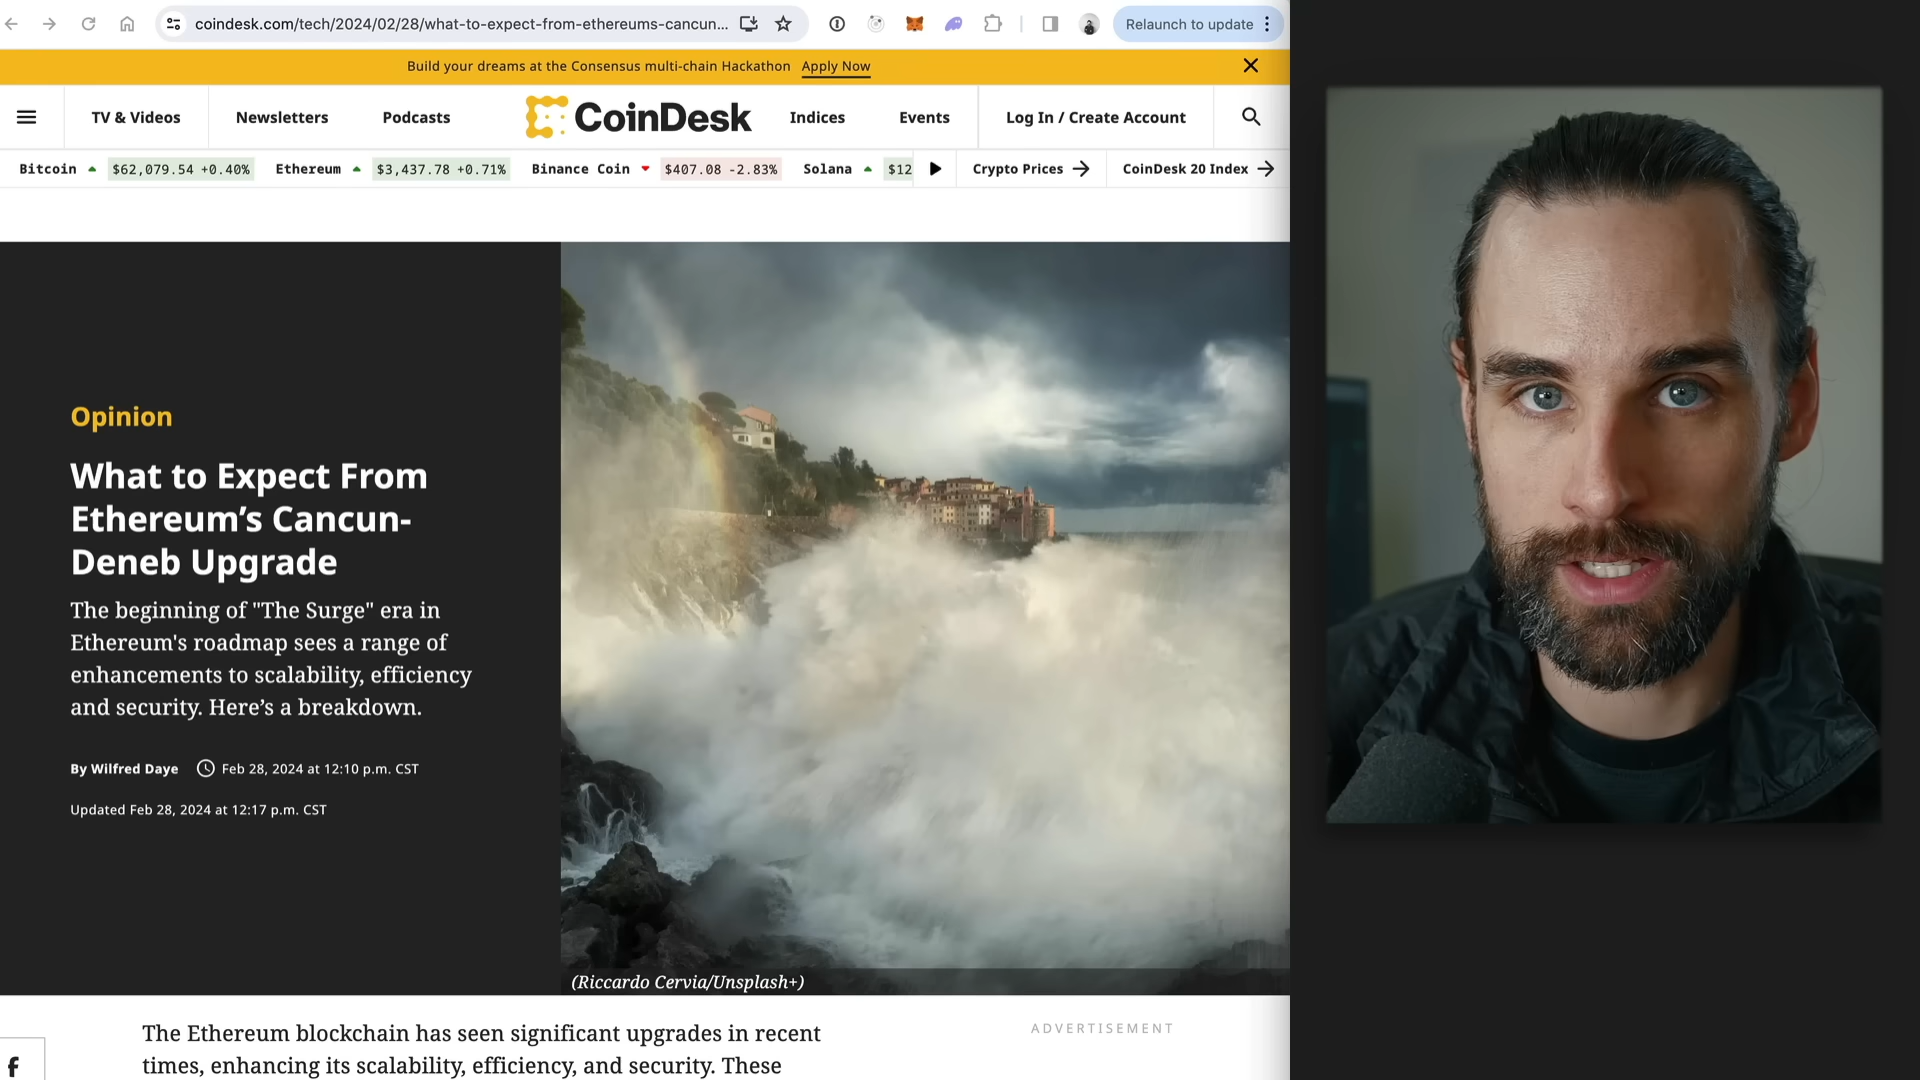 coindesk.com/tech/2024/02/28/what-to-expect-from-ethereums-cancun...
Relaunch to update
Build your dreams at the Consensus multi-chain Hackathon Apply Now
TV & Videos
Newsletters
Podcasts
CoinDesk
Indices
Events
Log In / Create Account
Bitcoin $62,079.54 +0.40% Ethereum $3,437.78 +0.71% Binance Coin $407.08 -2.83% Solana $12
Crypto Prices
CoinDesk 20 Index
Opinion
What to Expect From
Ethereum’s Cancun-
Deneb Upgrade
The beginning of "The Surge" era in
Ethereum's roadmap sees a range of
enhancements to scalability, efficiency
and security. Here’s a breakdown.
By Wilfred Daye Feb 28, 2024 at 12:10 p.m. CST
Updated Feb 28, 2024 at 12:17 p.m. CST
(Riccardo Cervia/Unsplash+)
The Ethereum blockchain has seen significant upgrades in recent
times, enhancing its scalability, efficiency, and security. These
ADVERTISEMENT
f